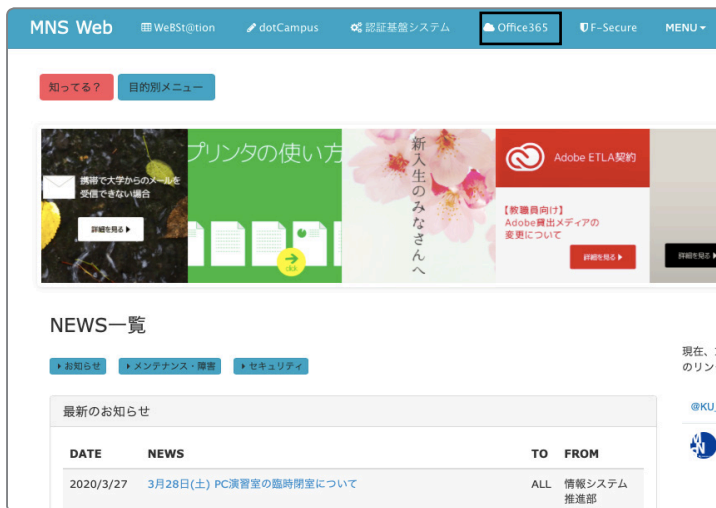 MNS Web
WeBSt@tion
dotCampus
認証基盤システム
Office365
F-Secure
MENU
知ってる？
目的別メニュー
携帯で大学からのメールを
受信できない場合
詳細を見る
プリンタの使い方
click
新入生のみなさんへ
Adobe ETLA契約
【教職員向け】
Adobe貸出メディアの
変更について
詳細を見る
詳細を見る
NEWS一覧
お知らせ
メンテナンス・障害
セキュリティ
現在、
のリン
@KU_
最新のお知らせ
DATE NEWS TO FROM
2020/3/27 3月28日(土) PC演習室の臨時閉室について ALL 情報システム
推進部